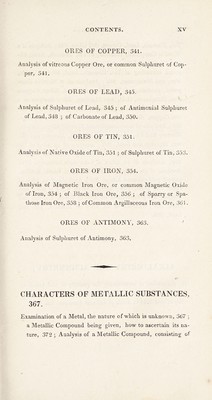 CONTENTS. XV
ORES OF COPPER, 341.
Analysis of vitreous Copper Ore, or common Sulphuret of Cop-
per, 341.
ORES OF LEAD, 345.
Analysis of Sulphuret of Lead, 345 ; of Antimonial Sulphuret
of Lead, 348 ; of Carbonate of Lead, 350.
ORES OF TIN, 351.
Analysis of Native Oxide of Tin, 351 ; of Sulphuret of Tin, 353.
ORES OF IRON, 354.
Analysis of Magnetic Iron Ore, or common Magnetic Oxide
of Iron, 354 ; of Black Iron Ore, 356 ; of Sparry or Spa-
those Iron Ore, 358 ; of Common Argillaceous Iron Ore, 361.
ORES OF ANTIMONY, 363.
Analysis of Sulphuret of Antimony, 363.
CHARACTERS OF METALLIC SUBSTANCES,
367.
Examination of a Metal, the nature of which is unknown, 367 ;
a Metallic Compound being given, how to ascertain its na-
ture, 372 ; Analysis of a Metallic Compound, consisting of